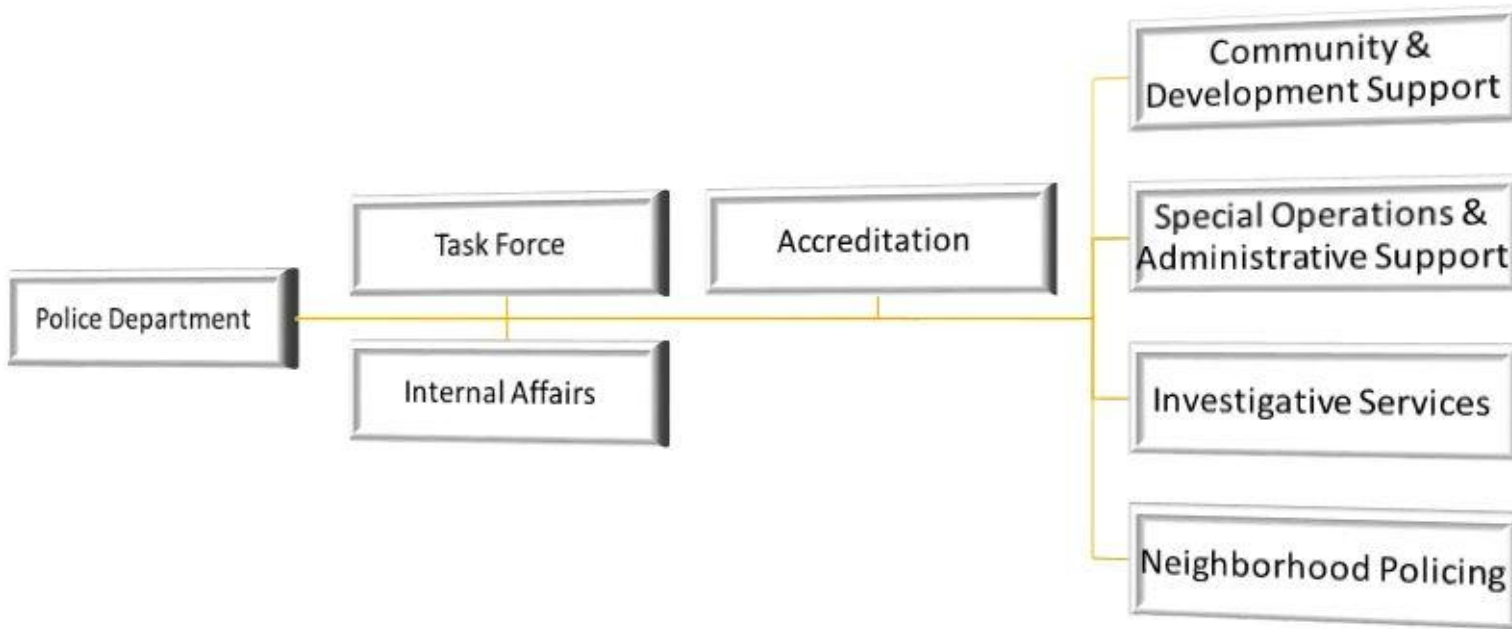 Police Department
Task Force
Internal Affairs
Accreditation
Community &
Development Support
Special Operations &
Administrative Support
Investigative Services
Neighborhood Policing